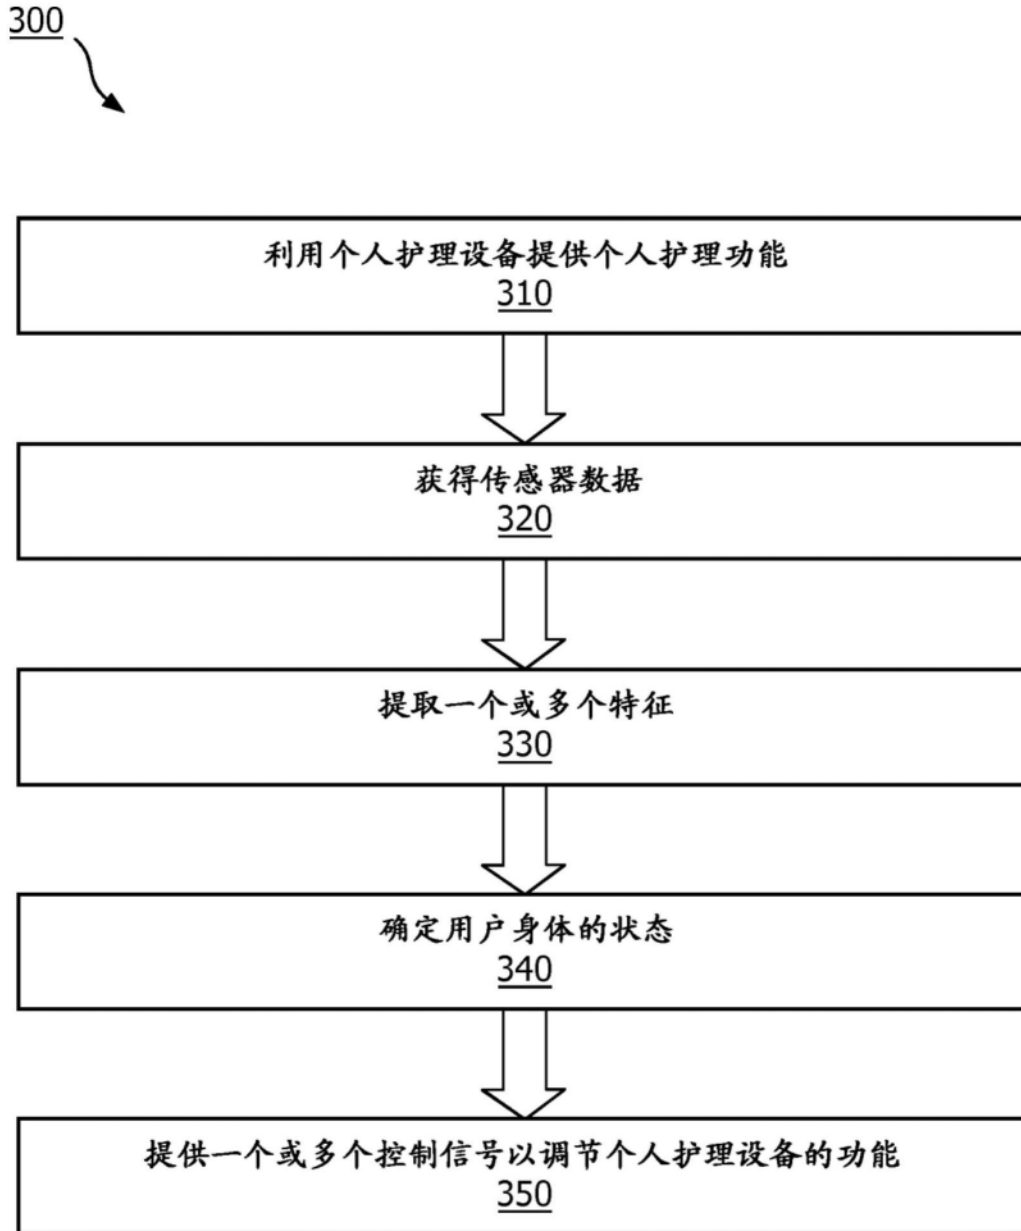 300
利用个人护理设备提供个人护理功能
310
获得传感器数据
320
提取一个或多个特征
330
确定用户身体的状态
340
提供一个或多个控制信号以调节个人护理设备的功能
350